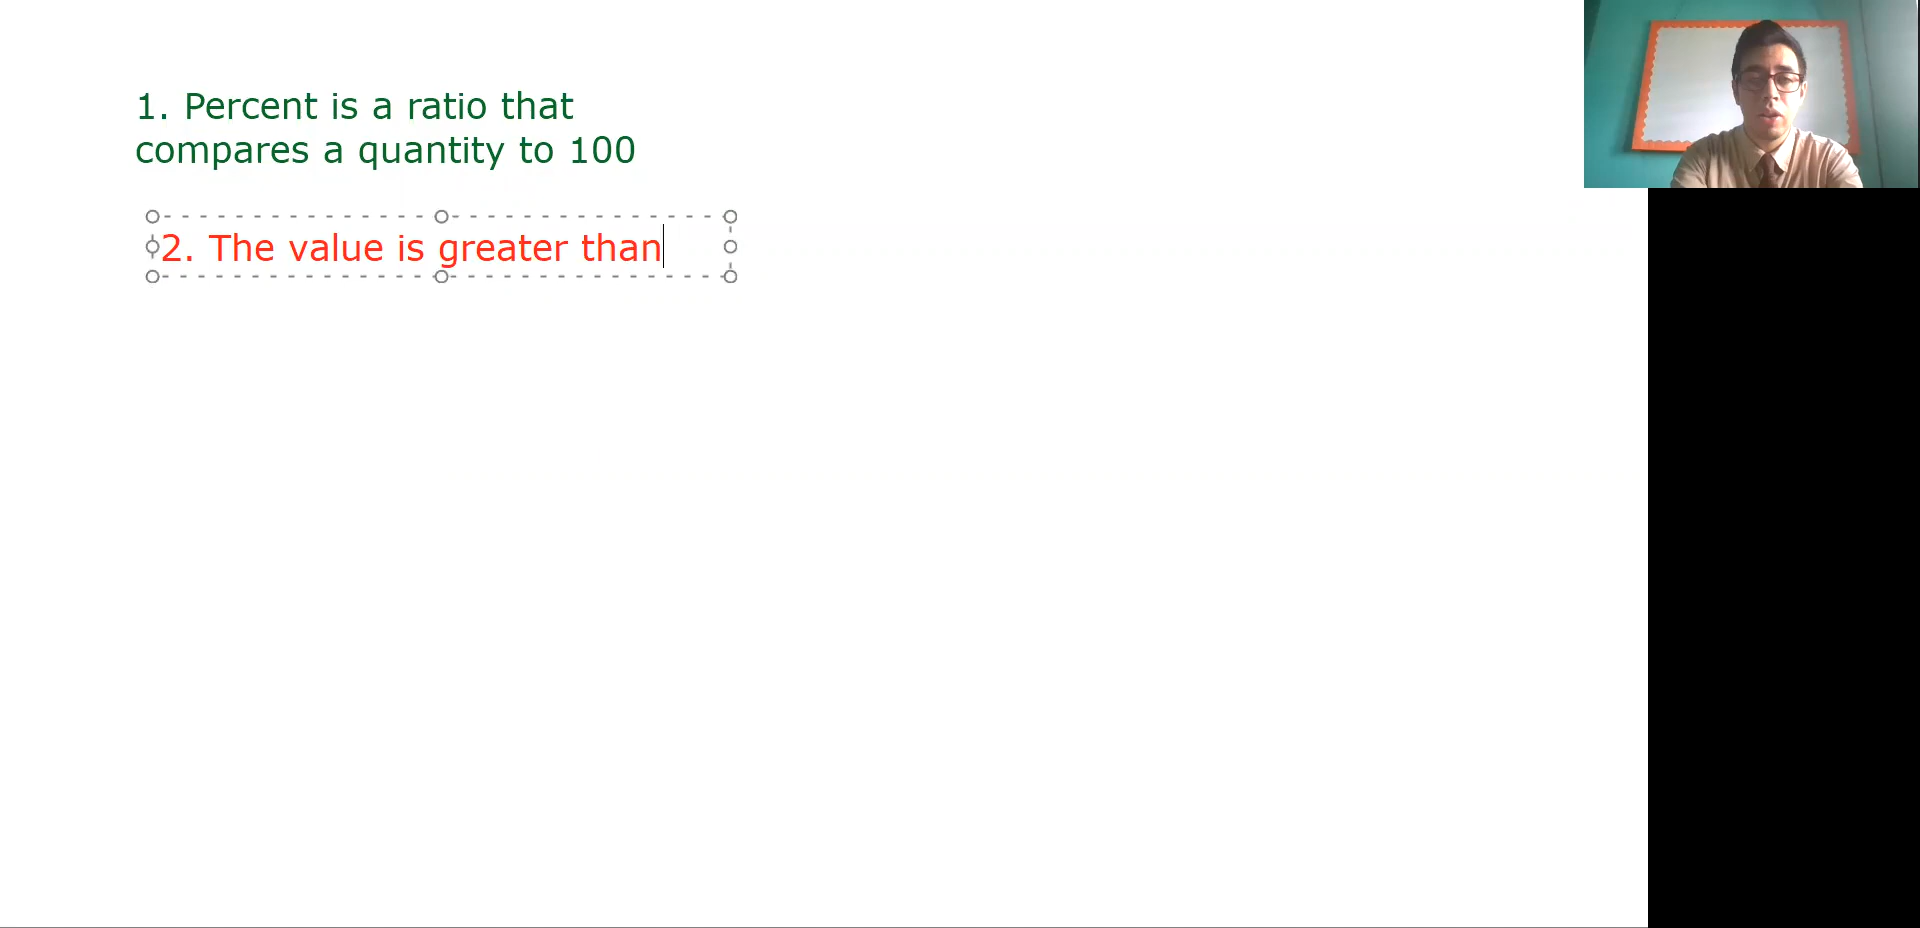 1. Percent is a ratio that
compares a quantity to 100
2. The value is greater than